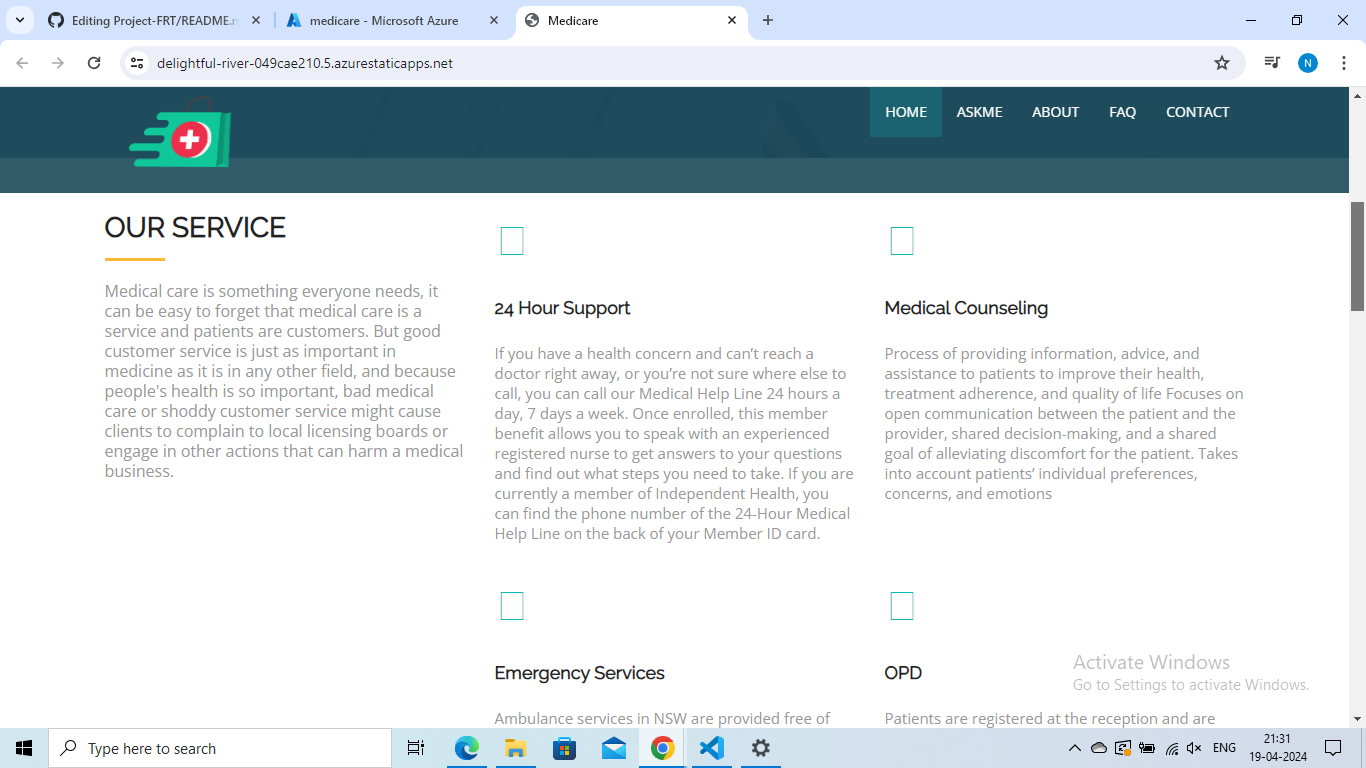 Editing Project-FRT/README.m
medicare - Microsoft Azure
Medicare
delightful-river-049cae210.5.azurestaticapps.net
N
HOME ASKME ABOUT FAQ CONTACT
OUR SERVICE
Medical care is something everyone needs, it
can be easy to forget that medical care is a
service and patients are customers. But good
customer service is just as important in
medicine as it is in any other field, and because
people's health is so important, bad medical
care or shoddy customer service might cause
clients to complain to local licensing boards or
engage in other actions that can harm a medical
business.
24 Hour Support
If you have a health concern and can’t reach a
doctor right away, or you’re not sure where else to
call, you can call our Medical Help Line 24 hours a
day, 7 days a week. Once enrolled, this member
benefit allows you to speak with an experienced
registered nurse to get answers to your questions
and find out what steps you need to take. If you are
currently a member of Independent Health, you
can find the phone number of the 24-Hour Medical
Help Line on the back of your Member ID card.
Medical Counseling
Process of providing information, advice, and
assistance to patients to improve their health,
treatment adherence, and quality of life Focuses on
open communication between the patient and the
provider, shared decision-making, and a shared
goal of alleviating discomfort for the patient. Takes
into account patients’ individual preferences,
concerns, and emotions
Emergency Services
Ambulance services in NSW are provided free of
OPD
Patients are registered at the reception and are
Activate Windows
Go to Settings to activate Windows.
Type here to search
ENG
21:31
19-04-2024